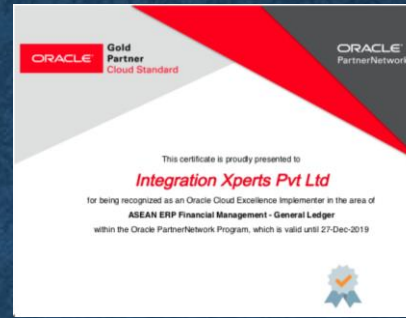 ORACLE
Gold
Partner
Cloud Standard
ORACLE
PartnerNetwork
This certificate is proudly presented to
Integration Xperts Pvt Ltd
for being recognized as an Oracle Cloud Excellence Implementer in the area of
ASEAN ERP Financial Management - General Ledger
within the Oracle PartnerNetwork Program, which is valid until 27-Dec-2019